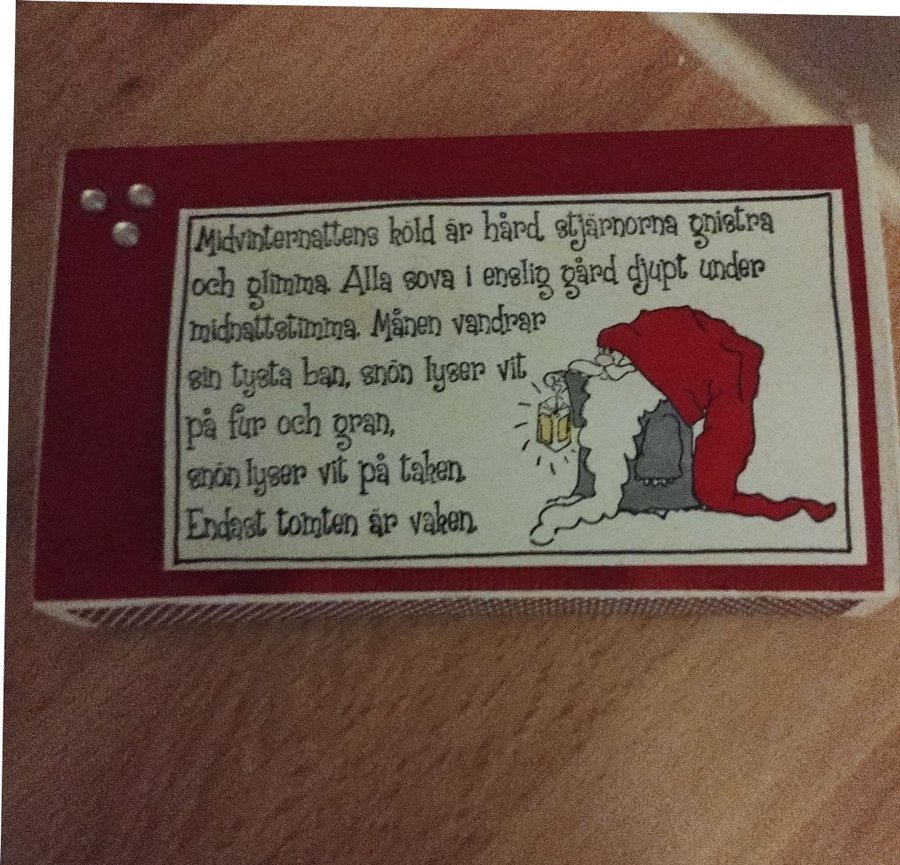 Midvinternattens köld är hård, stjärnorna gnistra
och glimma. Alla sova i enslig gård djupt under
midnattstimma. Månen vandrar
sin tysta ban, snön lyser vit
på fur och gran,
snön lyser vit på taken.
Endast tomten är vaken.